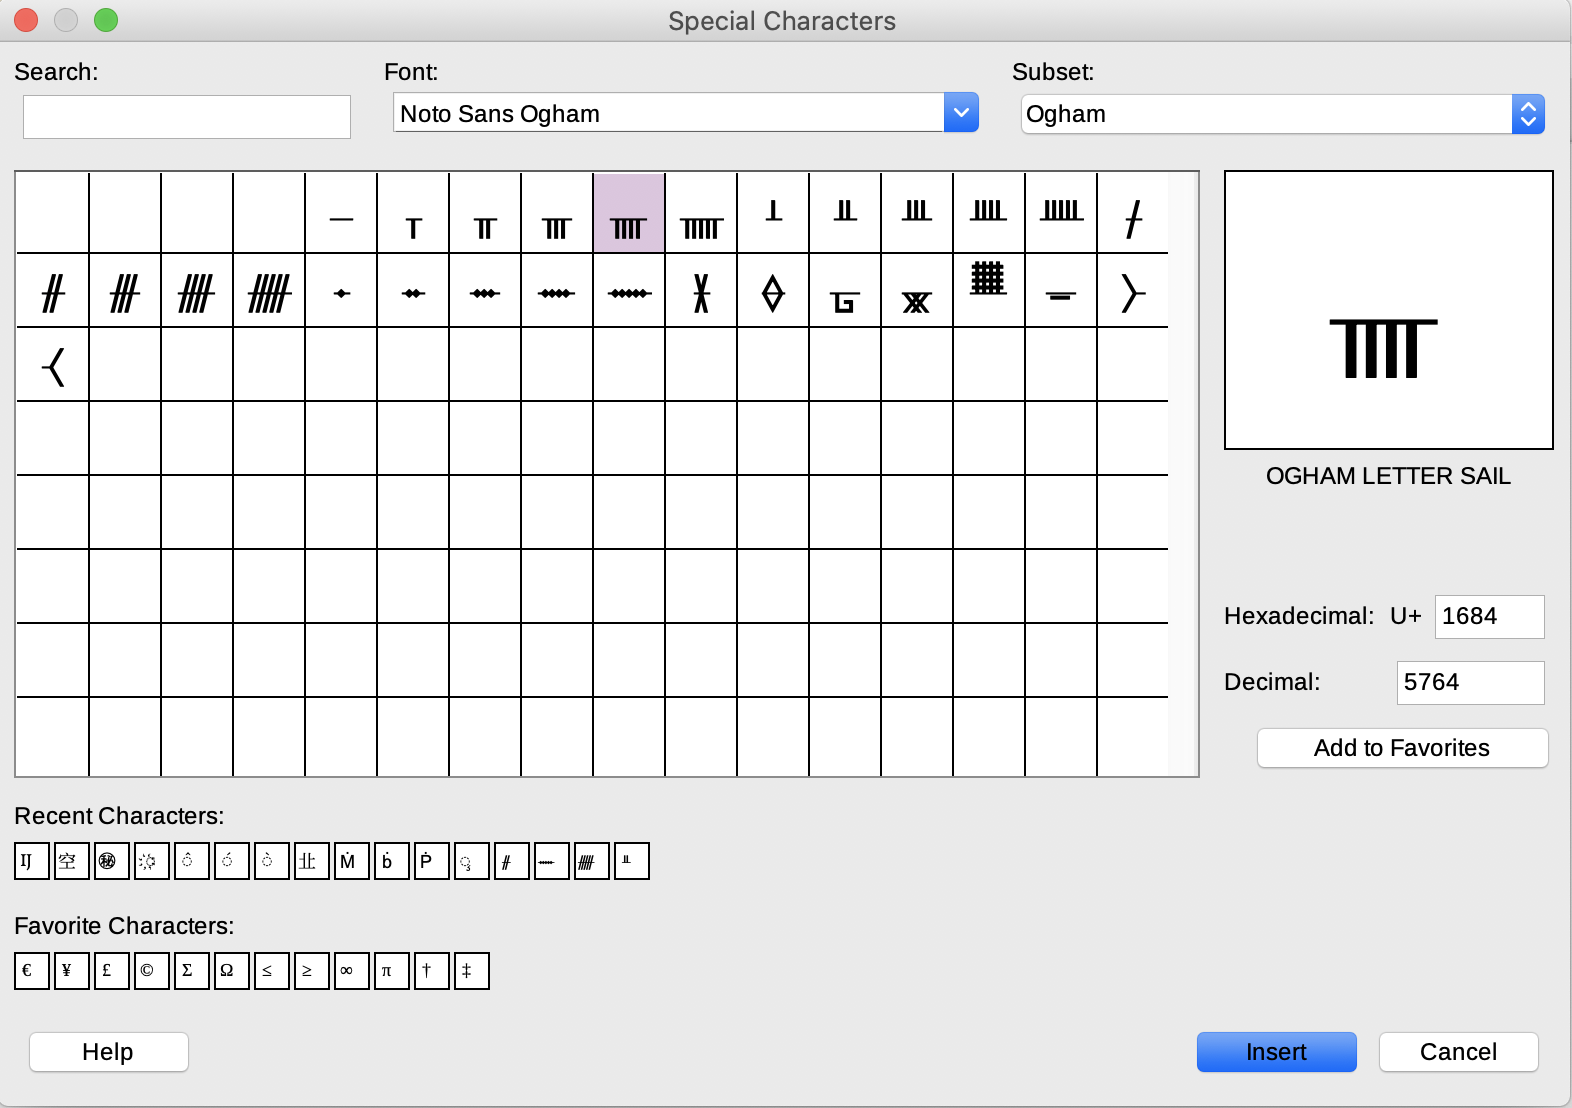 Special Characters
Search: Font: Subset:
Noto Sans Ogham Ogham
  ᚁ ᚂ ᚃ ᚄ ᚅ ᚆ ᚇ ᚈ ᚉ ᚊ ᚋ
ᚌ ᚍ ᚎ ᚏ ᚐ ᚑ ᚒ ᚓ ᚔ ᚕ ᚖ ᚗ ᚘ ᚙ ᚚ ᚛
᚜
ᚄ
OGHAM LETTER SAIL
Hexadecimal: U+ 1684
Decimal: 5764
Add to Favorites
Recent Characters:
Ĳ 空 ㊙ ◌̂ ◌́ ◌̀ 北 Ṁ ḃ Ṗ ᚌ ᚔ ᚏ ᚇ
Favorite Characters:
€ ¥ £ © Σ Ω ≤ ≥ ∞ π † ‡
Help Insert Cancel